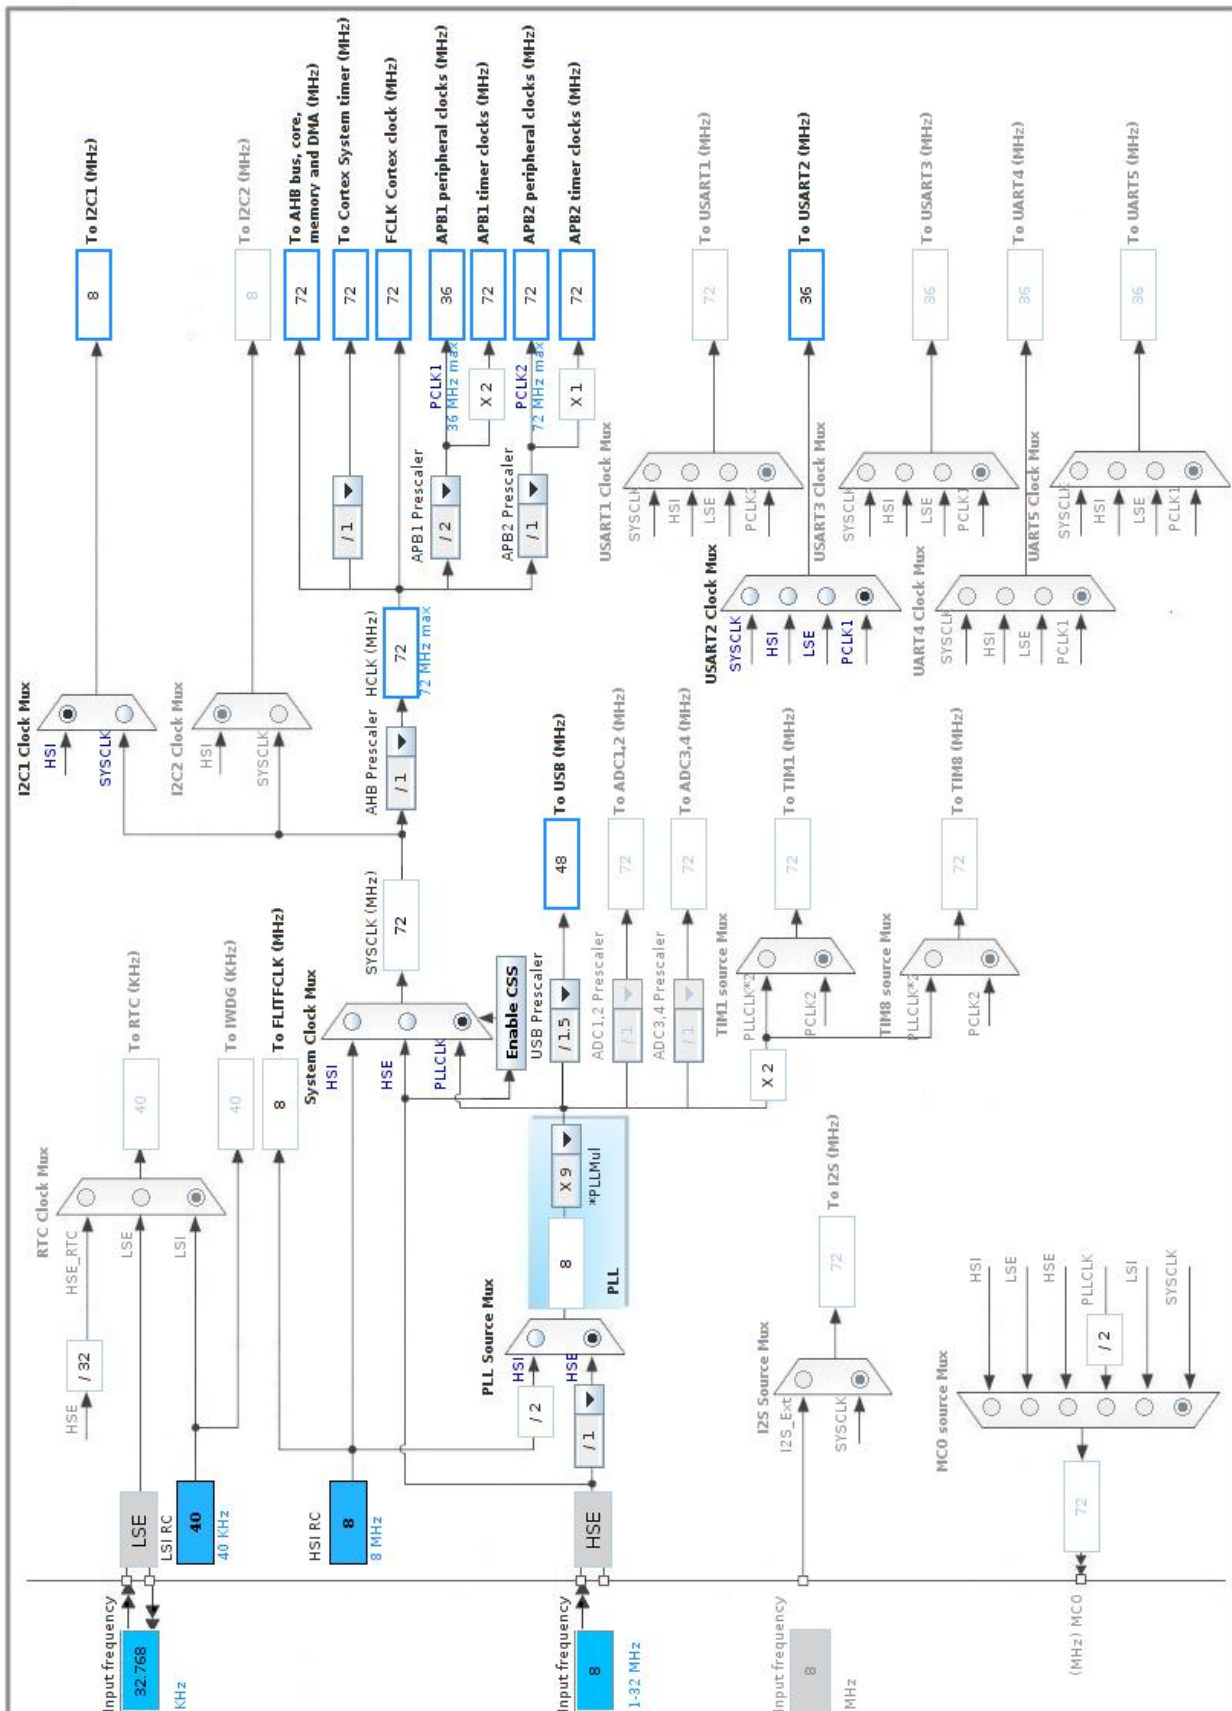 Input frequency
32.768
KHz
LSE
LSI RC
40
40 KHz
HSE
/ 32
HSE_RTC
LSE
LSI
RTC Clock Mux
40
To RTC (KHz)
40
To IWDG (KHz)
8
To FLITFCLK (MHz)
HSI RC
8
8 MHz
Input frequency
8
1-32 MHz
HSE
/ 2
/ 1
HSI
HSE
PLL Source Mux
8
X 9
*PLLMul
PLL
System Clock Mux
HSI
HSE
PLLCLK
Enable CSS
SYSCLK (MHz)
72
AHB Prescaler
/ 1
HCLK (MHz)
72
72 MHz max
I2C1 Clock Mux
HSI
SYSCLK
8
To I2C1 (MHz)
I2C2 Clock Mux
HSI
SYSCLK
8
To I2C2 (MHz)
72
To AHB bus, core,
memory and DMA (MHz)
/ 1
72
To Cortex System timer (MHz)
72
FCLK Cortex clock (MHz)
APB1 Prescaler
/ 2
PCLK1
36 MHz max
36
APB1 peripheral clocks (MHz)
X 2
72
APB1 timer clocks (MHz)
APB2 Prescaler
/ 1
PCLK2
72 MHz max
72
APB2 peripheral clocks (MHz)
X 1
72
APB2 timer clocks (MHz)
USB Prescaler
/ 1.5
48
To USB (MHz)
ADC1,2 Prescaler
/ 1
72
To ADC1,2 (MHz)
ADC3,4 Prescaler
/ 1
72
To ADC3,4 (MHz)
X 2
TIM1 source Mux
PLLCLK*2
PCLK2
72
To TIM1 (MHz)
TIM8 source Mux
PLLCLK*2
PCLK2
72
To TIM8 (MHz)
USART1 Clock Mux
SYSCLK
HSI
LSE
PCLK2
72
To USART1 (MHz)
USART2 Clock Mux
SYSCLK
HSI
LSE
PCLK1
36
To USART2 (MHz)
USART3 Clock Mux
SYSCLK
HSI
LSE
PCLK1
36
To USART3 (MHz)
UART4 Clock Mux
SYSCLK
HSI
LSE
PCLK1
36
To UART4 (MHz)
UART5 Clock Mux
SYSCLK
HSI
LSE
PCLK1
36
To UART5 (MHz)
Input frequency
8
MHz
I2S Source Mux
I2S_Ext
SYSCLK
72
To I2S (MHz)
(MHz) MCO
72
MCO source Mux
HSI
LSE
HSE
PLLCLK
/ 2
LSI
SYSCLK